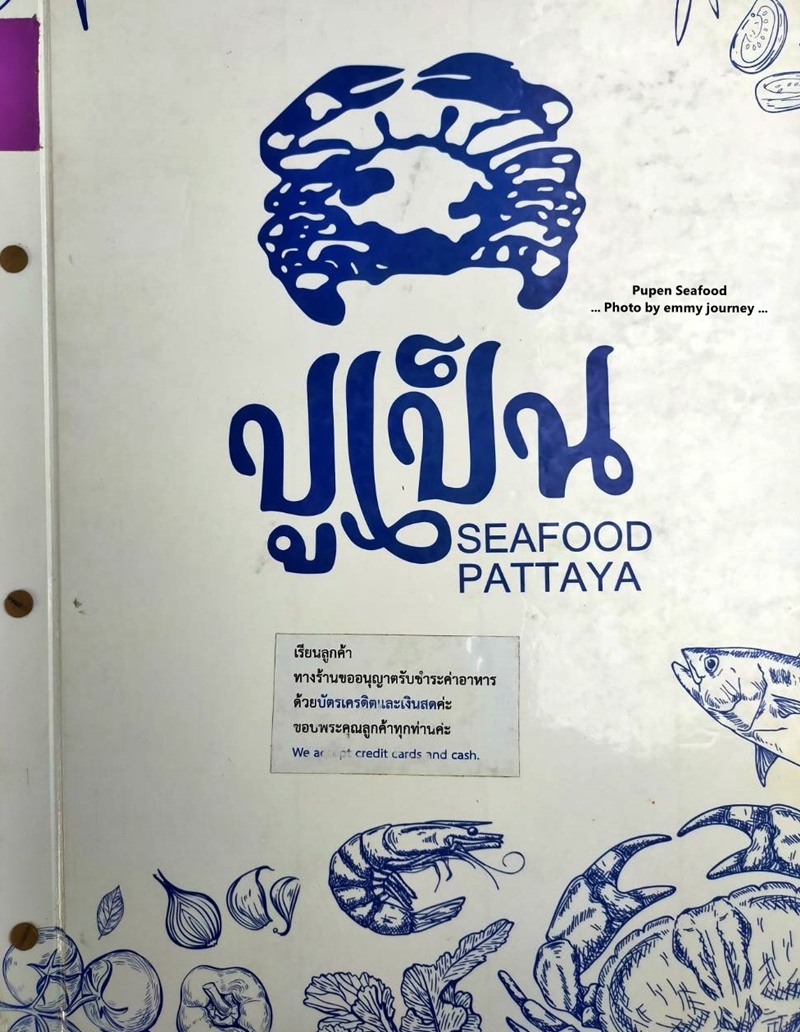 Pupen Seafood
... Photo by emmy journey ...
ปูเป็น
SEAFOOD
PATTAYA
เรียนลูกค้า
ทางร้านขออนุญาตรับชำระค่าอาหาร
ด้วยบัตรเครดิตและเงินสดค่ะ
ขอบพระคุณลูกค้าทุกท่านค่ะ
We accept credit cards and cash.